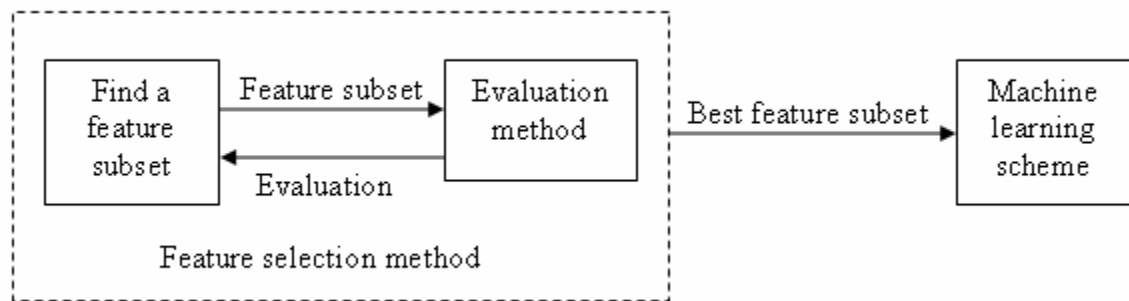 Find a
feature
subset
Feature subset
Evaluation
Evaluation
method
Feature selection method
Best feature subset
Machine
learning
scheme